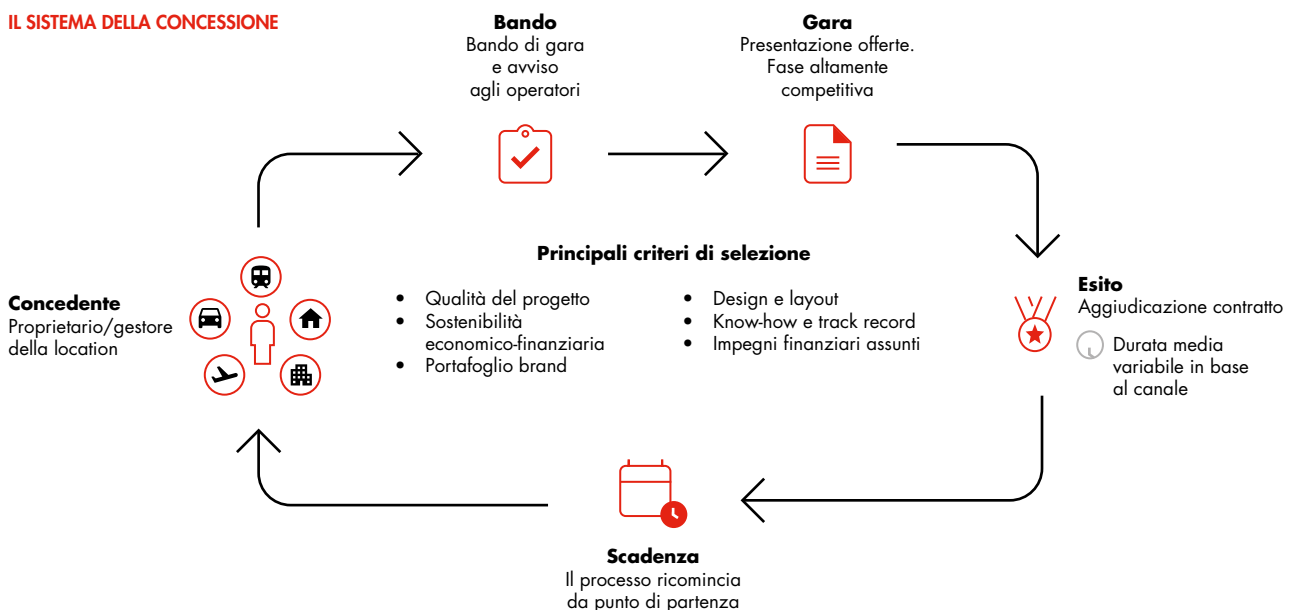 IL SISTEMA DELLA CONCESSIONE
Bando
Bando di gara
e avviso
agli operatori
Gara
Presentazione offerte.
Fase altamente
competitiva
Principali criteri di selezione
• Qualità del progetto
• Sostenibilità
economico-finanziaria
• Portafoglio brand
• Design e layout
• Know-how e track record
• Impegni finanziari assunti
Concedente
Proprietario/gestore
della location
Esito
Aggiudicazione contratto
Durata media
variabile in base
al canale
Scadenza
Il processo ricomincia
da punto di partenza